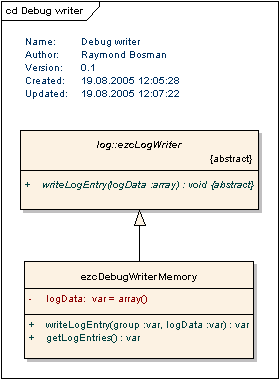 cd Debug writer
Name: Debug writer
Author: Raymond Bosman
Version: 0.1
Created: 19.08.2005 12:05:28
Updated: 19.08.2005 12:07:22
log::ezcLogWriter
{abstract}
+ writeLogEntry(logData :array) : void {abstract}
ezcDebugWriterMemory
- logData: var = array()
+ writeLogEntry(group :var, logData :var) : var
+ getLogEntries() : var